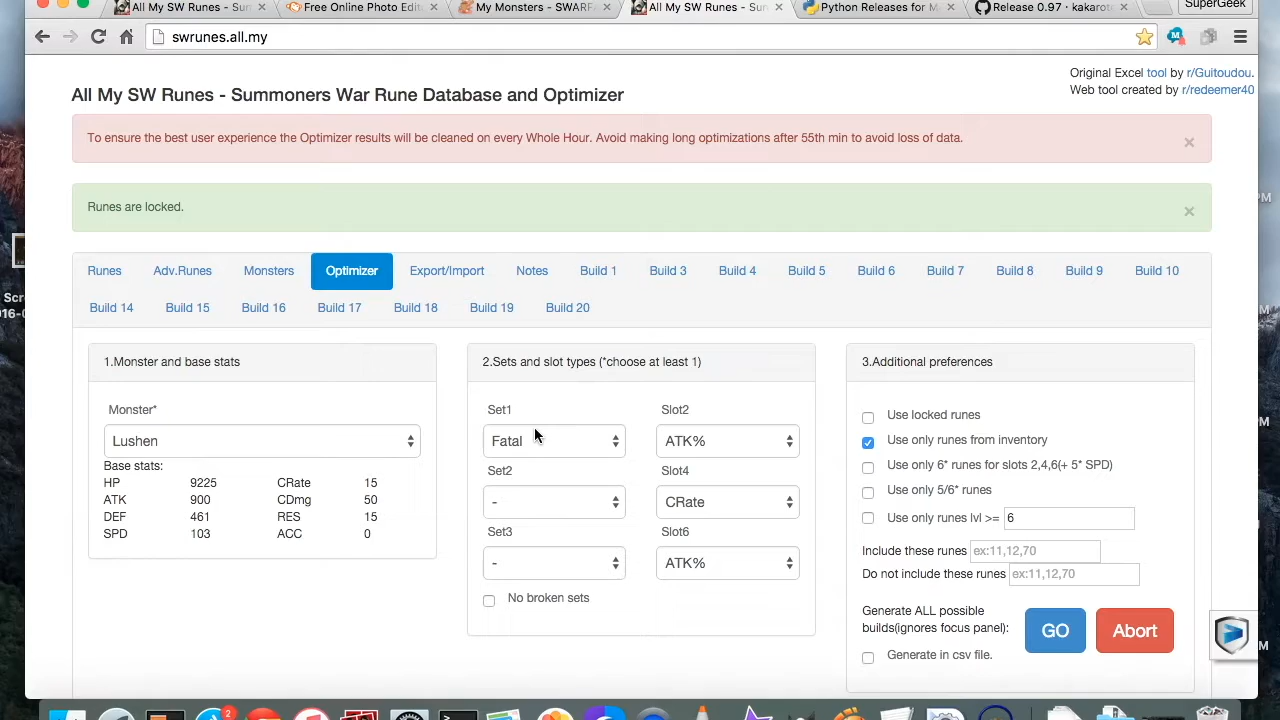 All My SW Runes - Sun
Free Online Photo Edit
My Monsters - SWARF
All My SW Runes - Sun
Python Releases for M
Release 0.97 - kakarot
SuperGeek
swrunes.all.my
Original Excel tool by r/Guitoudou.
Web tool created by r/redeemer40
All My SW Runes - Summoners War Rune Database and Optimizer
To ensure the best user experience the Optimizer results will be cleaned on every Whole Hour. Avoid making long optimizations after 55th min to avoid loss of data.
×
Runes are locked.
×
Runes Adv.Runes Monsters Optimizer Export/Import Notes Build 1 Build 3 Build 4 Build 5 Build 6 Build 7 Build 8 Build 9 Build 10
Build 14 Build 15 Build 16 Build 17 Build 18 Build 19 Build 20
1.Monster and base stats
Monster*
Lushen
Base stats:
HP 9225 CRate 15
ATK 900 CDmg 50
DEF 461 RES 15
SPD 103 ACC 0
2.Sets and slot types (*choose at least 1)
Set1 Slot2
Fatal ATK%
Set2 Slot4
- CRate
Set3 Slot6
- ATK%
No broken sets
3.Additional preferences
Use locked runes
Use only runes from inventory
Use only 6* runes for slots 2,4,6(+ 5* SPD)
Use only 5/6* runes
Use only runes lvl >= 6
Include these runes ex:11,12,70
Do not include these runes ex:11,12,70
Generate ALL possible
builds(ignores focus panel):
GO Abort
Generate in csv file.
2